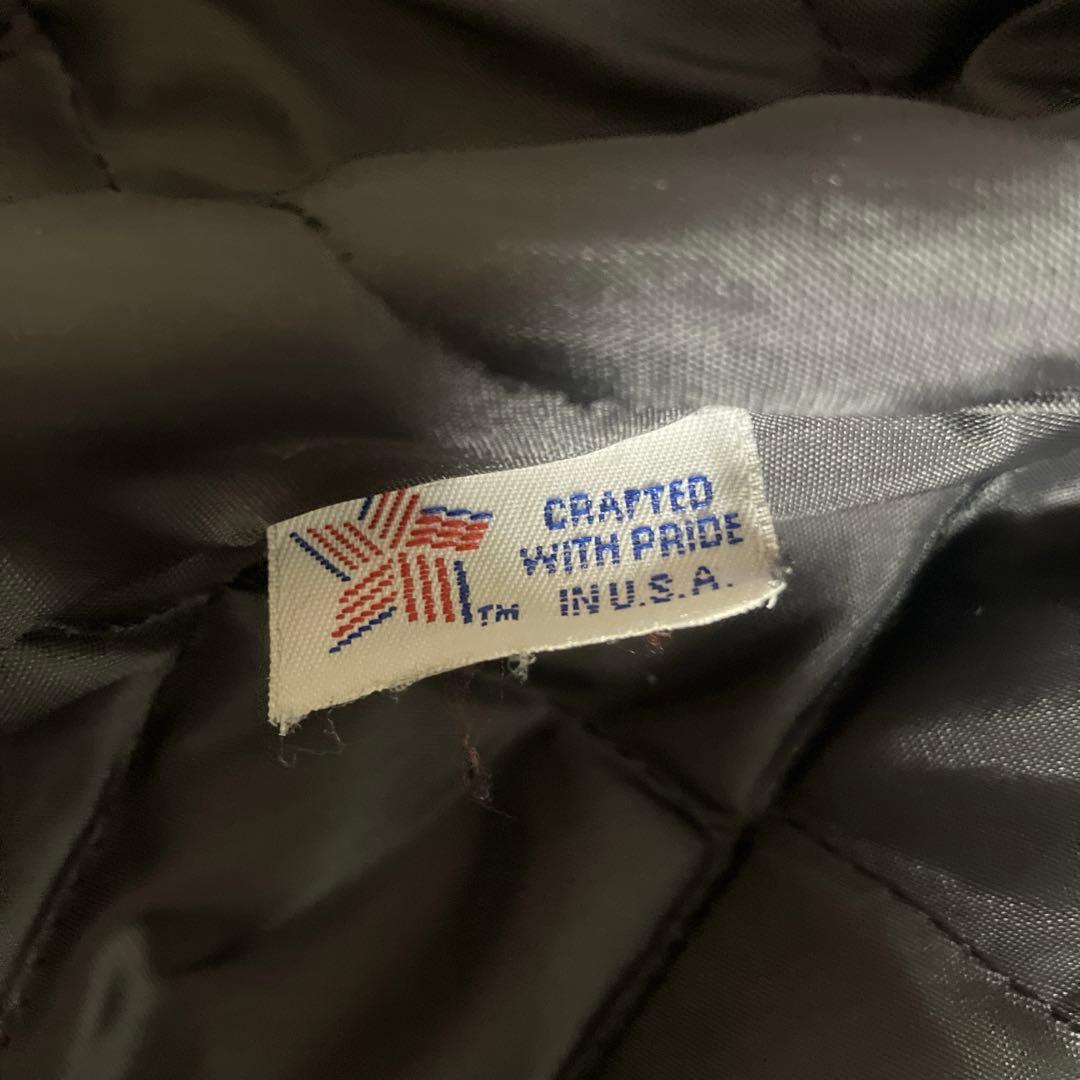 CRAFTED
WITH PRIDE
IN U.S.A.
TM